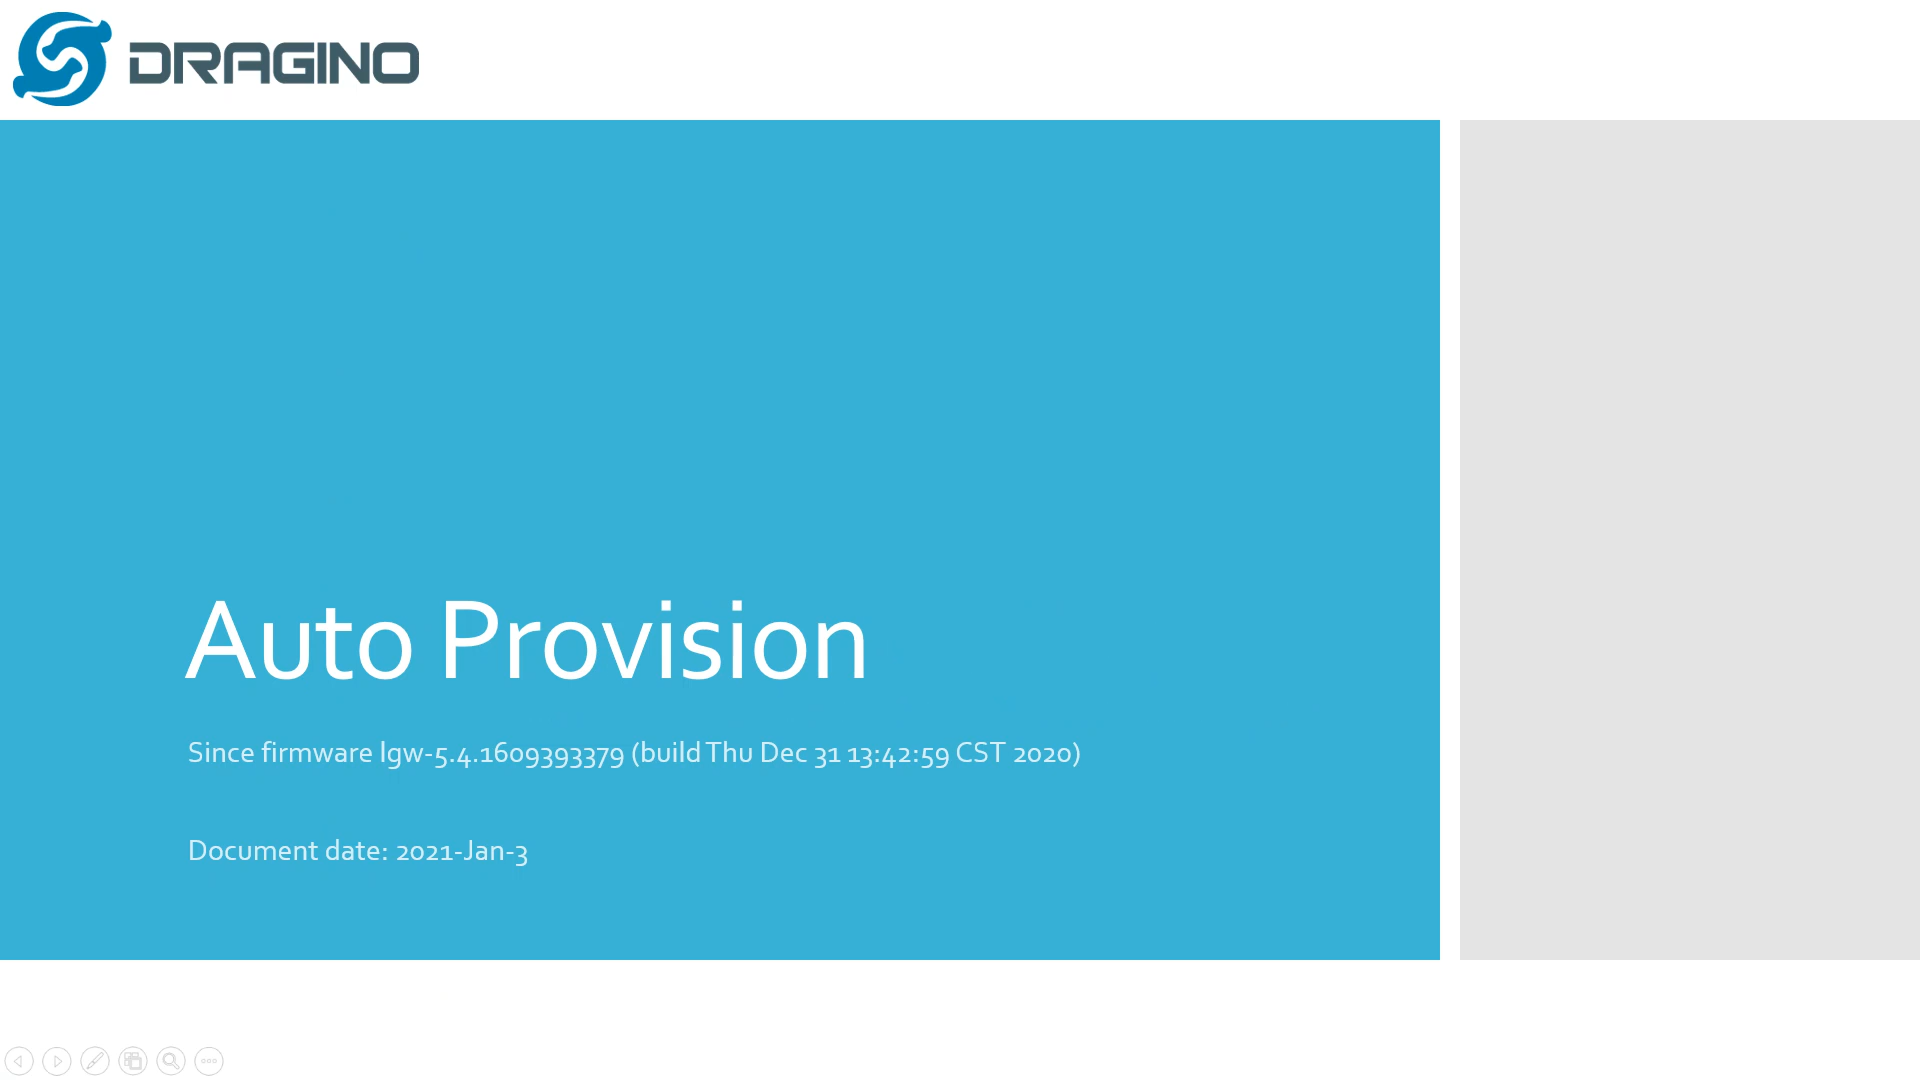 DRAGINO
Auto Provision
Since firmware lgw-5.4.1609393379 (build Thu Dec 31 13:42:59 CST 2020)
Document date: 2021-Jan-3